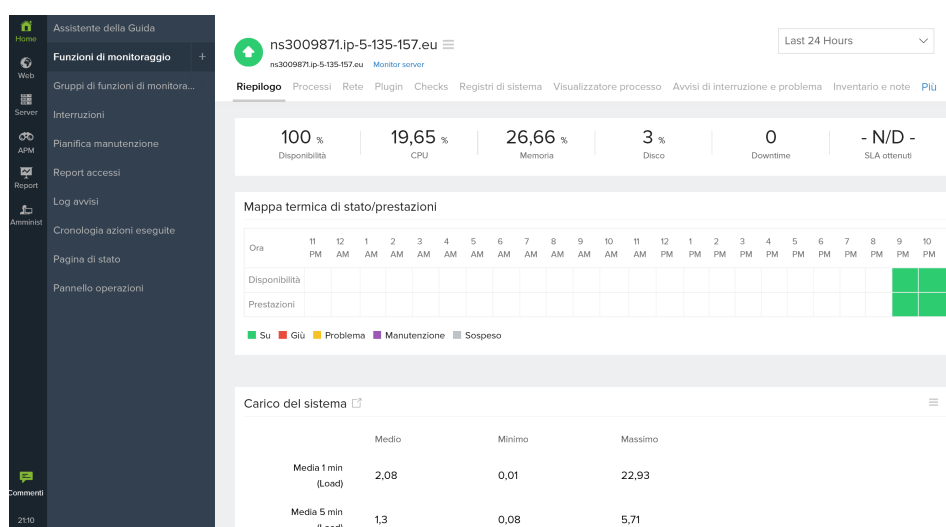 Home
Web
Server
APM
Report
Amminist
Commenti
21:10
Assistente della Guida
Funzioni di monitoraggio +
Gruppi di funzioni di monitora...
Interruzioni
Pianifica manutenzione
Report accessi
Log avvisi
Cronologia azioni eseguite
Pagina di stato
Pannello operazioni
ns3009871.ip-5-135-157.eu
ns3009871.ip-5-135-157.eu Monitor server
Last 24 Hours
Riepilogo Processi Rete Plugin Checks Registri di sistema Visualizzatore processo Avvisi di interruzione e problema Inventario e note Più
100 % 19,65 % 26,66 % 3 % 0 - N/D -
Disponibilità CPU Memoria Disco Downtime SLA ottenuti
Mappa termica di stato/prestazioni
Ora 11 PM 12 AM 1 AM 2 AM 3 AM 4 AM 5 AM 6 AM 7 AM 8 AM 9 AM 10 AM 11 AM 12 PM 1 PM 2 PM 3 PM 4 PM 5 PM 6 PM 7 PM 8 PM 9 PM 10 PM
Disponibilità
Prestazioni
Su Giù Problema Manutenzione Sospeso
Carico del sistema
Medio Minimo Massimo
Media 1 min
(Load) 2,08 0,01 22,93
Media 5 min
(Load) 1,3 0,08 5,71